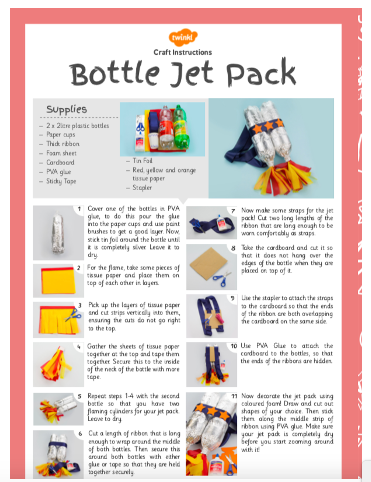 twinkl
Craft Instructions
Bottle Jet Pack
Supplies
– 2 x 2litre plastic bottles
– Paper cups
– Thick ribbon
– Foam sheet
– Cardboard
– PVA glue
– Sticky Tape
– Tin Foil
– Red, yellow and orange
tissue paper
– Stapler
1 Cover one of the bottles in PVA
glue, to do this pour the glue
into the paper cups and use paint
brushes to get a good layer. Now
stick tin foil around the bottle until
it is completely silver. Leave it to
dry.
2 For the flame, take some pieces of
tissue paper and place them on
top of each other in layers.
3 Pick up the layers of tissue paper
and cut strips vertically into them,
ensuring the cuts do not go right
to the top.
4 Gather the sheets of tissue paper
together at the top and tape them
together. Secure this to the inside
of the neck of the bottle with more
tape.
5 Repeat steps 1-4 with the second
bottle so that you have two
flaming cylinders for your jet pack.
Leave to dry.
6 Cut a length of ribbon that is long
enough to wrap around the middle
of both bottles. Then secure this
around both bottles with either
glue or tape so that they are held
together securely.
7 Now make some straps for the jet
pack! Cut two long lengths of the
ribbon that are long enough to be
worn comfortably as straps.
8 Take the cardboard and cut it so
that it does not hang over the
edges of the bottle when they are
placed on top of it.
9 Use the stapler to attach the straps
to the cardboard so that the ends
of the ribbon are both overlapping
the cardboard on the same side.
10 Use PVA Glue to attach the
cardboard to the bottles, so that
the ends of the ribbons are hidden.
11 Now decorate the jet pack using
coloured foam! Draw and cut out
shapes of your choice. Then stick
them along the middle strip of
ribbon using PVA glue. Make sure
your jet pack is completely dry
before you start zooming around
with it!